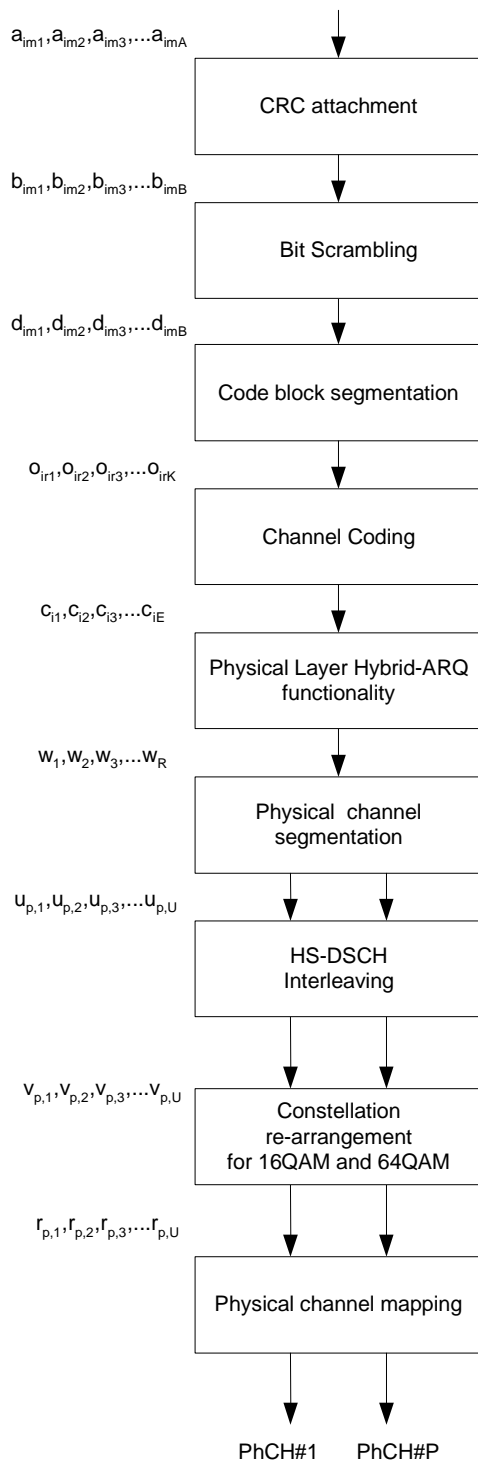 a_im1,a_im2,a_im3,...a_imA
CRC attachment
b_im1,b_im2,b_im3,...b_imB
Bit Scrambling
d_im1,d_im2,d_im3,...d_imB
Code block segmentation
o_ir1,o_ir2,o_ir3,...o_irK
Channel Coding
c_i1,c_i2,c_i3,...c_iE
Physical Layer Hybrid-ARQ
functionality
w_1,w_2,w_3,...w_R
Physical channel
segmentation
u_p,1,u_p,2,u_p,3,...u_p,U
HS-DSCH
Interleaving
v_p,1,v_p,2,v_p,3,...v_p,U
Constellation
re-arrangement
for 16QAM and 64QAM
r_p,1,r_p,2,r_p,3,...r_p,U
Physical channel mapping
PhCH#1 PhCH#P